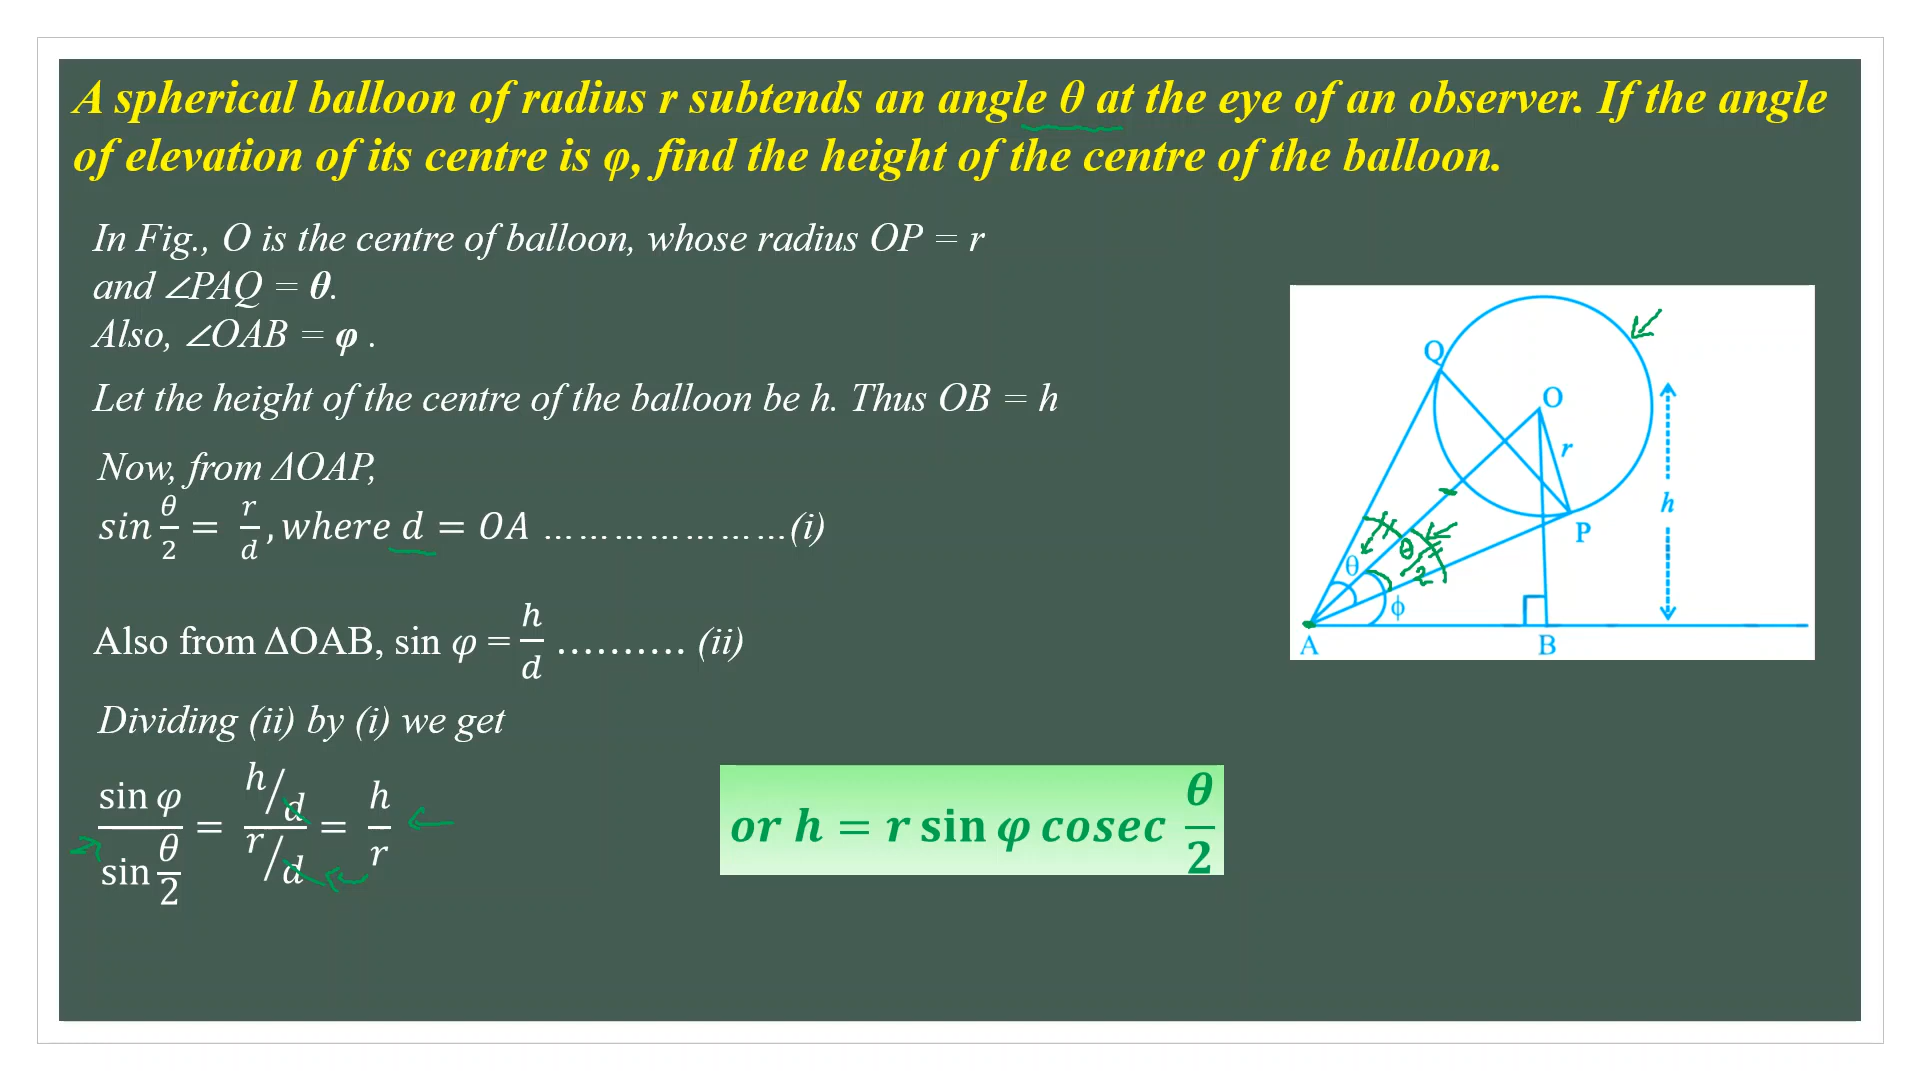 A spherical balloon of radius r subtends an angle θ at the eye of an observer. If the angle
of elevation of its centre is φ, find the height of the centre of the balloon.
In Fig., O is the centre of balloon, whose radius OP = r
and ∠PAQ = θ.
Also, ∠OAB = φ .
Let the height of the centre of the balloon be h. Thus OB = h
Now, from ΔOAP,
sin θ/2 = r/d, where d = OA ………………… (i)
Also from ΔOAB, sin φ = h/d ………. (ii)
Dividing (ii) by (i) we get
sin φ / sin θ/2 = h/d / r/d = h/r
or h = r sin φ cosec θ/2
Q
O
r
h
P
θ
θ/2
ϕ
A
B